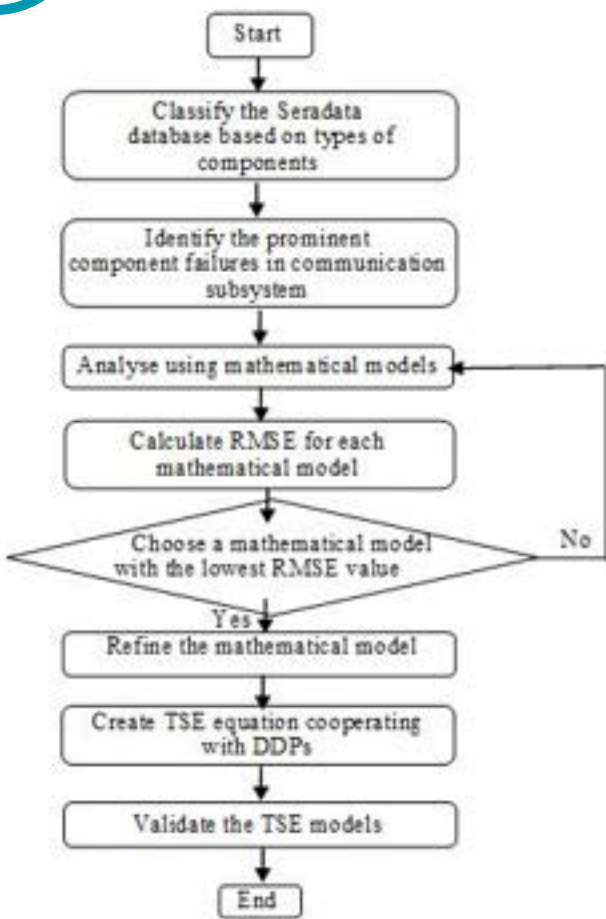 Start
Classify the Seradata
database based on types of
components
Identify the prominent
component failures in communication
subsystem
Analyse using mathematical models
Calculate RMSE for each
mathematical model
Choose a mathematical model
with the lowest RMSE value
No
Yes
Refine the mathematical model
Create TSE equation cooperating
with DDPs
Validate the TSE models
End